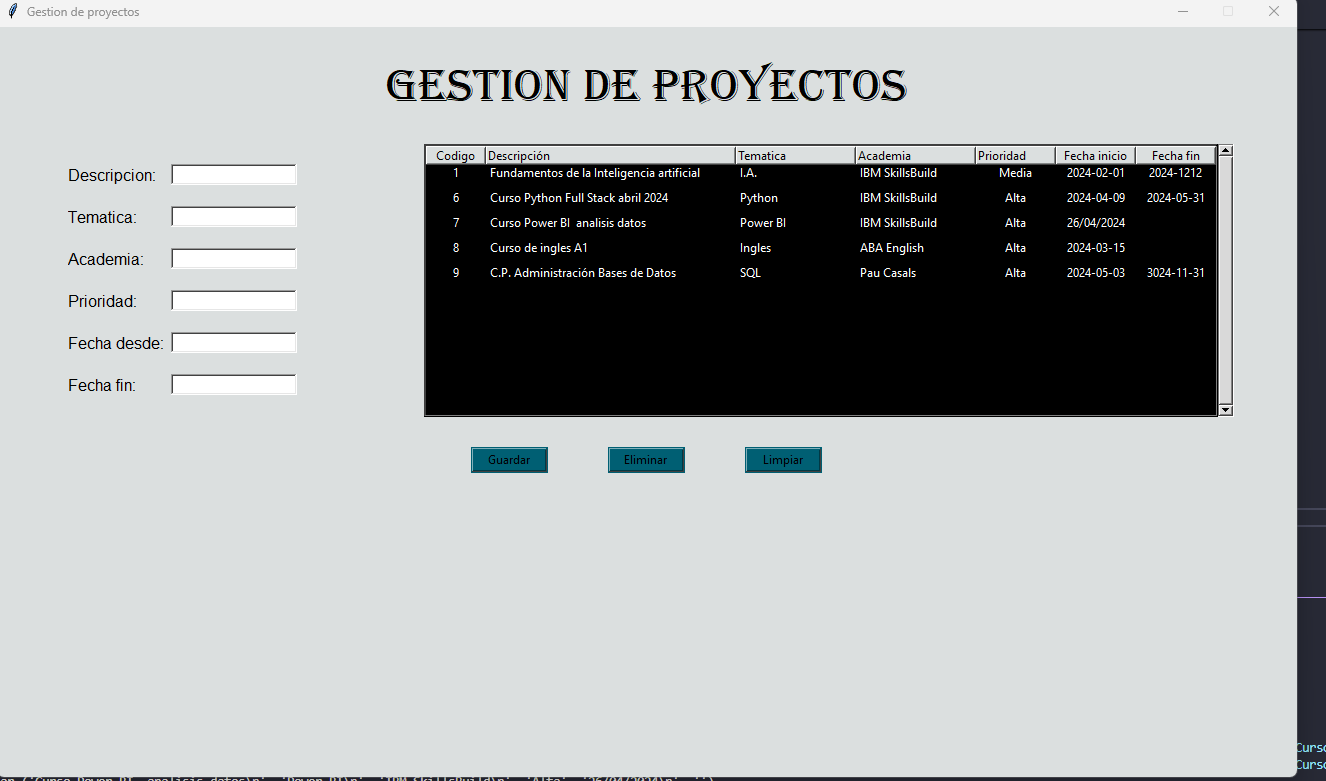 Gestion de proyectos
GESTION DE PROYECTOS
Descripcion:
Tematica:
Academia:
Prioridad:
Fecha desde:
Fecha fin:
Codigo Descripción Tematica Academia Prioridad Fecha inicio Fecha fin
1 Fundamentos de la Inteligencia artificial I.A. IBM SkillsBuild Media 2024-02-01 2024-1212
6 Curso Python Full Stack abril 2024 Python IBM SkillsBuild Alta 2024-04-09 2024-05-31
7 Curso Power BI  analisis datos Power BI IBM SkillsBuild Alta 26/04/2024
8 Curso de ingles A1 Ingles ABA English Alta 2024-03-15
9 C.P. Administración Bases de Datos SQL Pau Casals Alta 2024-05-03 3024-11-31
Guardar Eliminar Limpiar
Curso
Curso